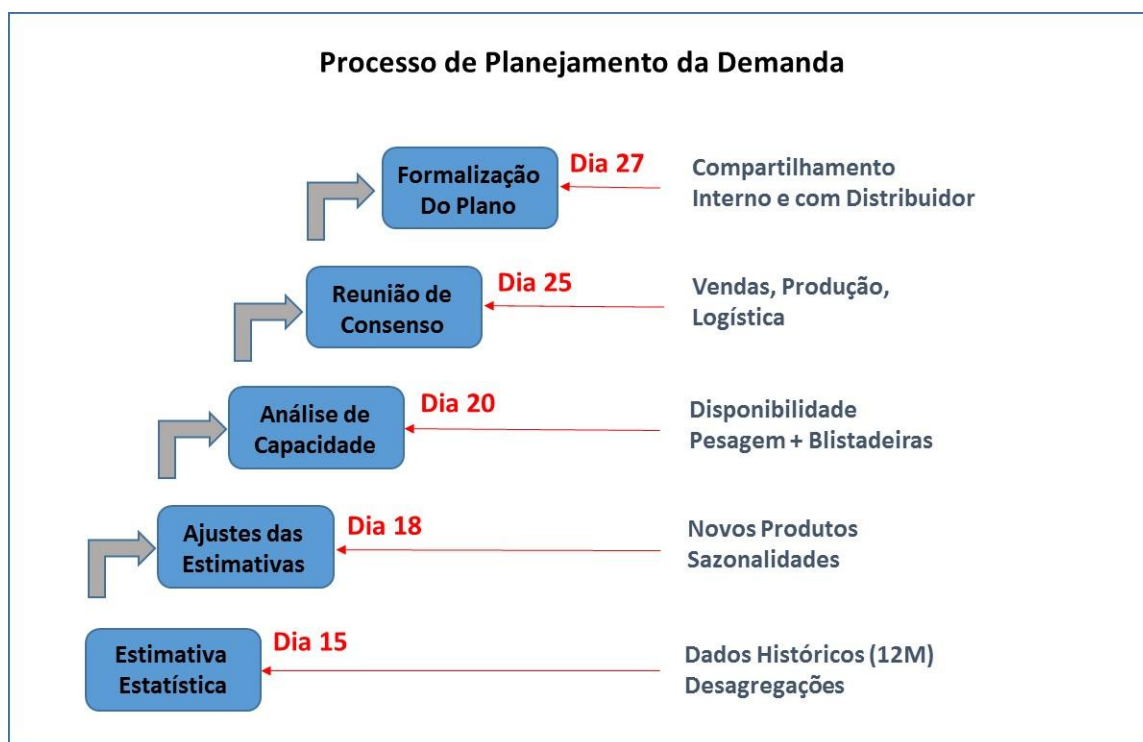 Processo de Planejamento da Demanda
Formalização
Do Plano
Dia 27
Compartilhamento
Interno e com Distribuidor
Reunião de
Consenso
Dia 25
Vendas, Produção,
Logística
Análise de
Capacidade
Dia 20
Disponibilidade
Pesagem + Blistadeiras
Ajustes das
Estimativas
Dia 18
Novos Produtos
Sazonalidades
Estimativa
Estatística
Dia 15
Dados Históricos (12M)
Desagregações